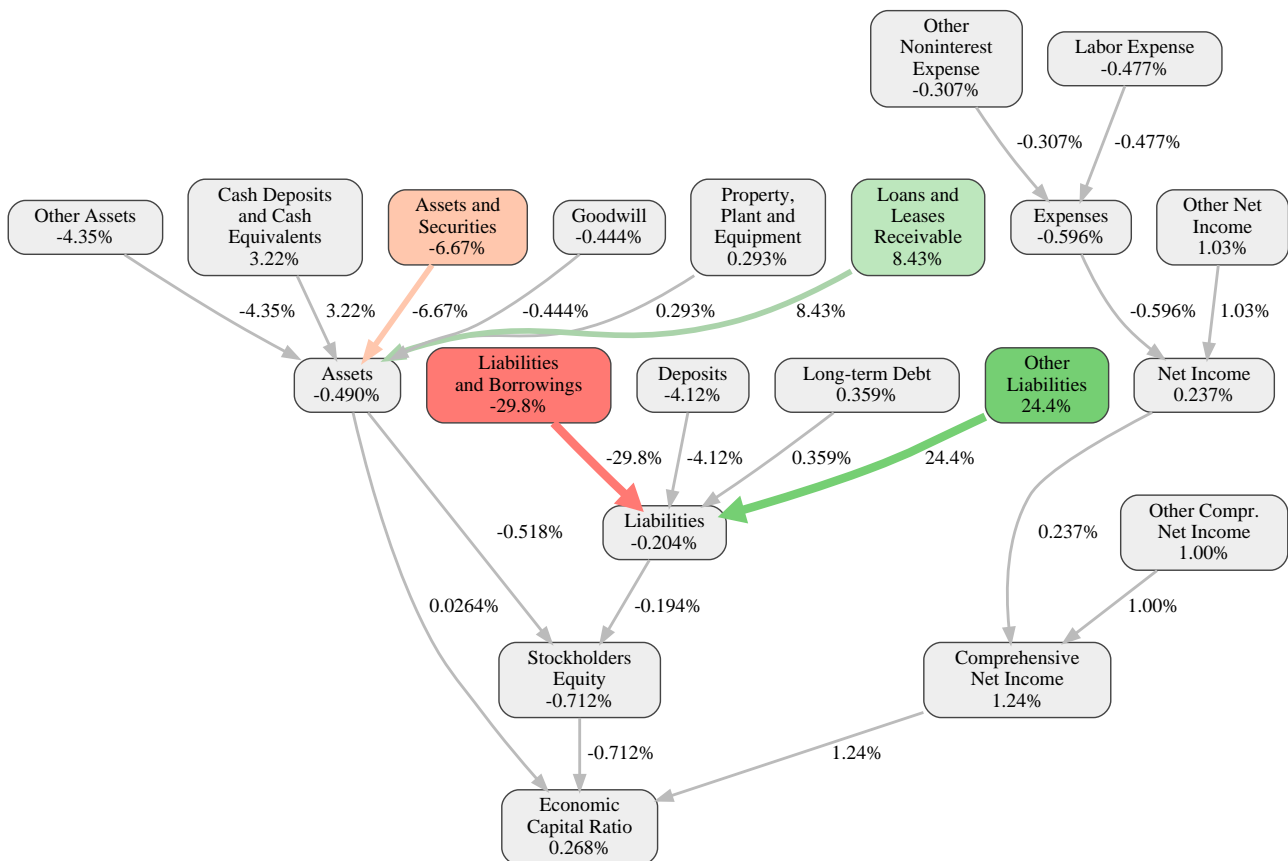 Other
Noninterest
Expense
-0.307%
Labor Expense
-0.477%
-0.307%
-0.477%
Other Assets
-4.35%
Cash Deposits
and Cash
Equivalents
3.22%
Assets and
Securities
-6.67%
Goodwill
-0.444%
Property,
Plant and
Equipment
0.293%
Loans and
Leases
Receivable
8.43%
Expenses
-0.596%
Other Net
Income
1.03%
-4.35%
3.22%
-6.67%
-0.444%
0.293%
8.43%
-0.596%
1.03%
Assets
-0.490%
Liabilities
and Borrowings
-29.8%
Deposits
-4.12%
Long-term Debt
0.359%
Other
Liabilities
24.4%
Net Income
0.237%
-29.8%
-4.12%
0.359%
24.4%
-0.518%
Liabilities
-0.204%
0.237%
Other Compr.
Net Income
1.00%
0.0264%
-0.194%
1.00%
Stockholders
Equity
-0.712%
Comprehensive
Net Income
1.24%
-0.712%
1.24%
Economic
Capital Ratio
0.268%